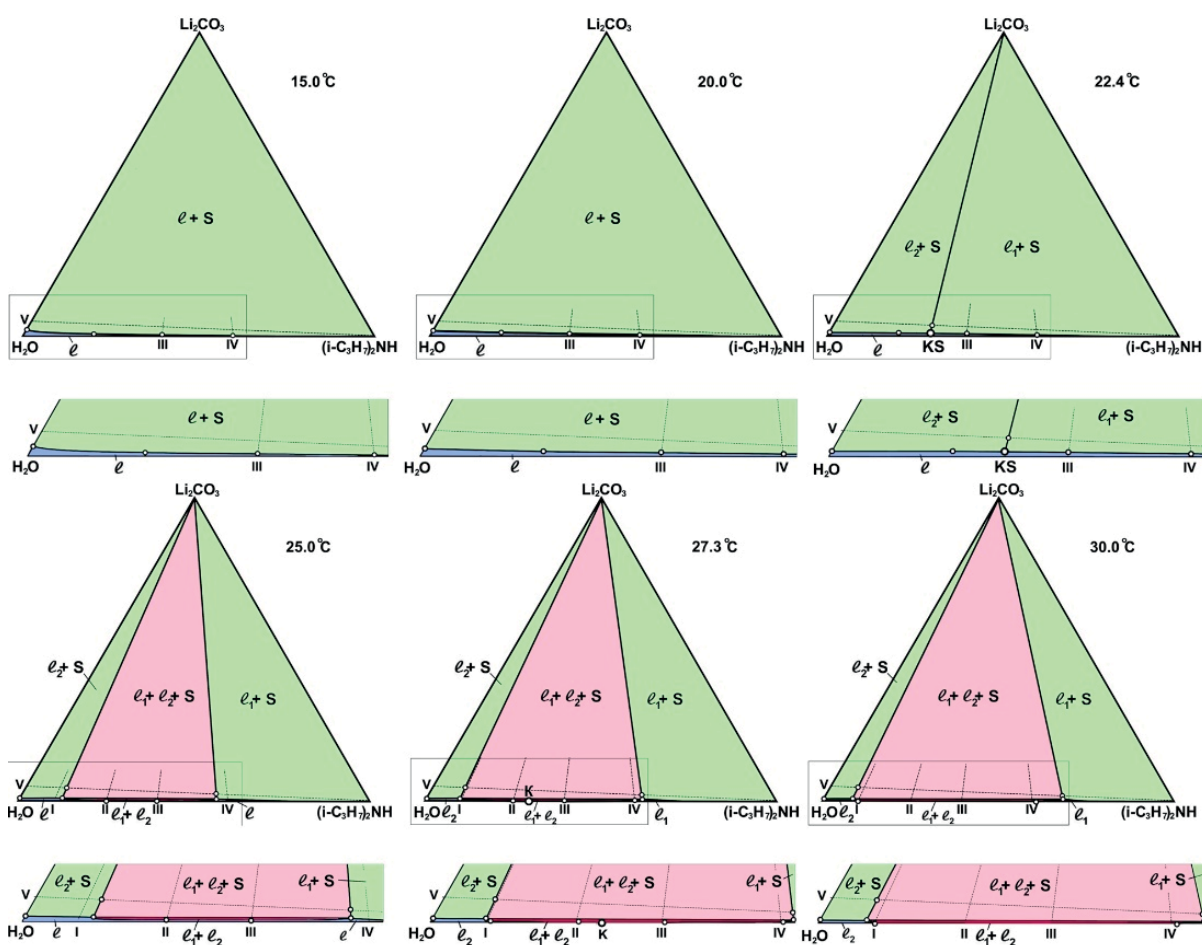 Li₂CO₃
15.0°C
ℓ + S
V
III
IV
H₂O
ℓ
(i-C₃H₇)₂NH
Li₂CO₃
20.0°C
ℓ + S
V
III
IV
H₂O
ℓ
(i-C₃H₇)₂NH
Li₂CO₃
22.4°C
ℓ₂+ S
ℓ₁+ S
V
H₂O
ℓ
KS
III
IV
(i-C₃H₇)₂NH
ℓ + S
V
H₂O
ℓ
III
IV
ℓ + S
V
H₂O
ℓ
III
IV
ℓ₂+ S
ℓ₁+ S
V
H₂O
ℓ
KS
III
IV
Li₂CO₃
25.0°C
ℓ₂+ S
ℓ₁+ ℓ₂+ S
ℓ₁+ S
V
H₂O
ℓ
I
II
ℓ₁+ ℓ₂
III
IV
ℓ
(i-C₃H₇)₂NH
Li₂CO₃
27.3°C
ℓ₂+ S
ℓ₁+ ℓ₂+ S
ℓ₁+ S
V
K
H₂O
ℓ₂
I
II
ℓ₁+ ℓ₂
III
IV
ℓ₁
(i-C₃H₇)₂NH
Li₂CO₃
30.0°C
ℓ₂+ S
ℓ₁+ ℓ₂+ S
ℓ₁+ S
V
H₂O
ℓ₂
I
II
ℓ₁+ ℓ₂
III
IV
ℓ₁
(i-C₃H₇)₂NH
ℓ₂+ S
ℓ₁+ ℓ₂+ S
ℓ₁+ S
V
H₂O
ℓ
I
II
ℓ₁+ ℓ₂
III
ℓ
IV
ℓ₂+ S
ℓ₁+ ℓ₂+ S
ℓ₁+ S
V
H₂O
ℓ₂
I
ℓ₁+ ℓ₂
II
K
III
IV
ℓ₂+ S
ℓ₁+ ℓ₂+ S
ℓ₁+ S
V
H₂O
ℓ₂
I
II
ℓ₁+ ℓ₂
III
IV